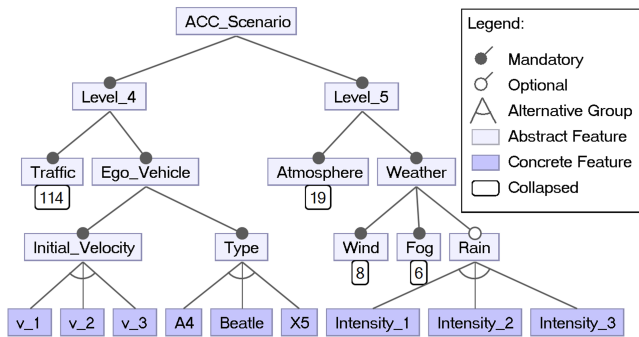 ACC_Scenario
Legend:
Mandatory
Optional
Alternative Group
Abstract Feature
Concrete Feature
Collapsed
Level_4
Level_5
Traffic
Ego_Vehicle
Atmosphere
Weather
114
19
Initial_Velocity
Type
Wind
Fog
Rain
8
6
v_1
v_2
v_3
A4
Beatle
X5
Intensity_1
Intensity_2
Intensity_3